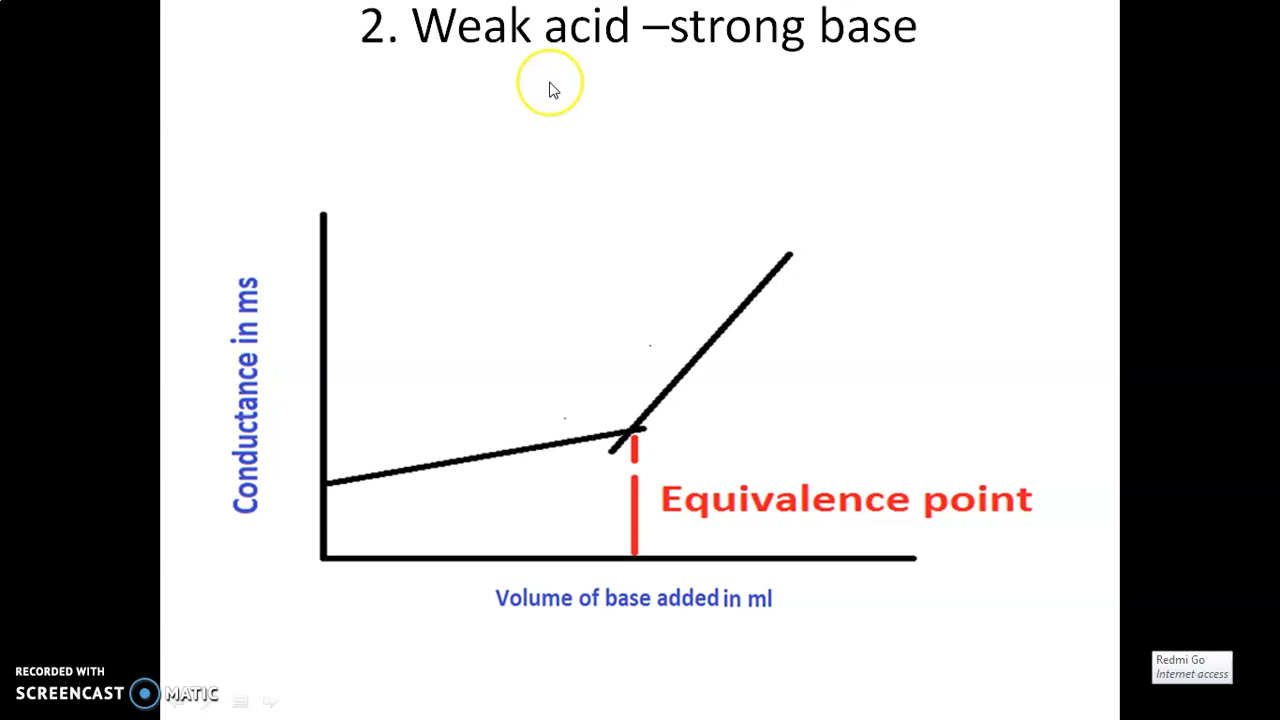 2. Weak acid –strong base
Conductance in ms
Equivalence point
Volume of base added in ml
RECORDED WITH
SCREENCAST MATIC
Redmi Go
Internet access